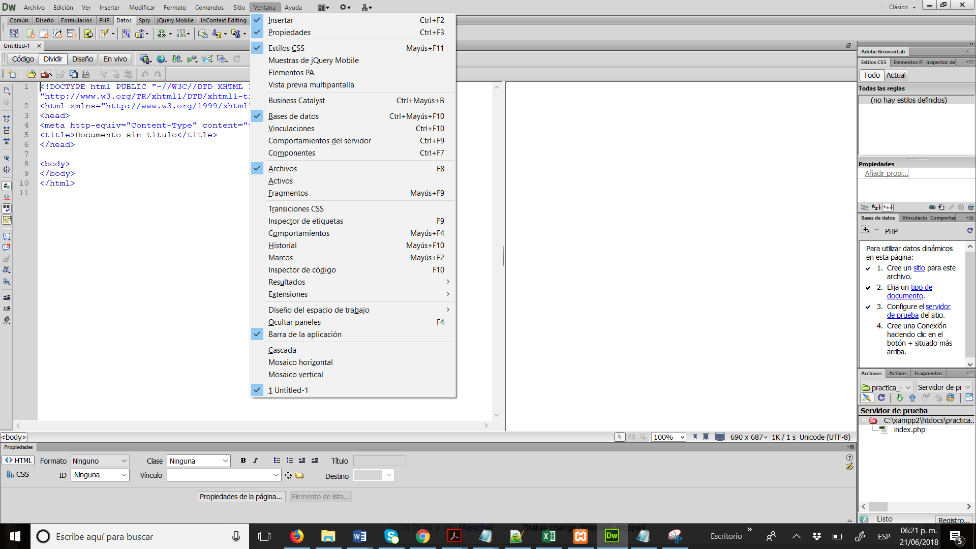 Dw Archivo Edición Ver Insertar Modificar Formato Comandos Sitio Ventana Ayuda Clásico
Común Diseño Formularios PHP Datos Spry jQuery Mobile InContext Editing
Untitled-1
Código Dividir Diseño En vivo
1 <!DOCTYPE html PUBLIC "-//W3C//DTD XHTML
"http://www.w3.org/TR/xhtml1/DTD/xhtml1-t
2 <html xmlns="http://www.w3.org/1999/xhtml
3 <head>
4 <meta http-equiv="Content-Type" content="
5 <title>Documento sin título</title>
6 </head>
7
8 <body>
9 </body>
10 </html>
11
Insertar Ctrl+F2
Propiedades Ctrl+F3
Estilos CSS Mayús+F11
Muestras de jQuery Mobile
Elementos PA
Vista previa multipantalla
Business Catalyst Ctrl+Mayús+B
Bases de datos Ctrl+Mayús+F10
Vinculaciones Ctrl+F10
Comportamientos del servidor Ctrl+F9
Componentes Ctrl+F7
Archivos F8
Activos
Fragmentos Mayús+F9
Transiciones CSS
Inspector de etiquetas F9
Comportamientos Mayús+F4
Historial Mayús+F10
Marcos Mayús+F2
Inspector de código F10
Resultados
Extensiones
Diseño del espacio de trabajo
Ocultar paneles F4
Barra de la aplicación
Cascada
Mosaico horizontal
Mosaico vertical
1 Untitled-1
Adobe BrowserLab
Estilos CSS Elementos P Inspector de
Todo Actual
Todas las reglas
(no hay estilos definidos)
Propiedades
Añadir prop...
Bases de datos Vinculacio Comportar
PHP
Para utilizar datos dinámicos
en esta página:
1. Cree un sitio para este
archivo.
2. Elija un tipo de
documento.
3. Configure el servidor
de prueba del sitio.
4. Cree una Conexión
haciendo clic en el
botón + situado más
arriba.
Archivos Activos Fragmentos
practica_ Servidor de pr
Servidor de prueba
C:\xampp2\htdocs\practica...
index.php
Listo Registro...
<body> 100% 690 x 687 1K / 1 s Unicode (UTF-8)
Propiedades
<> HTML Formato Ninguno Clase Ninguna B I Título
CSS ID Ninguna Vínculo Destino
Propiedades de la página... Elemento de lista...
Escribe aquí para buscar Dw Escritorio ESP 06:21 p. m.
21/06/2018 5